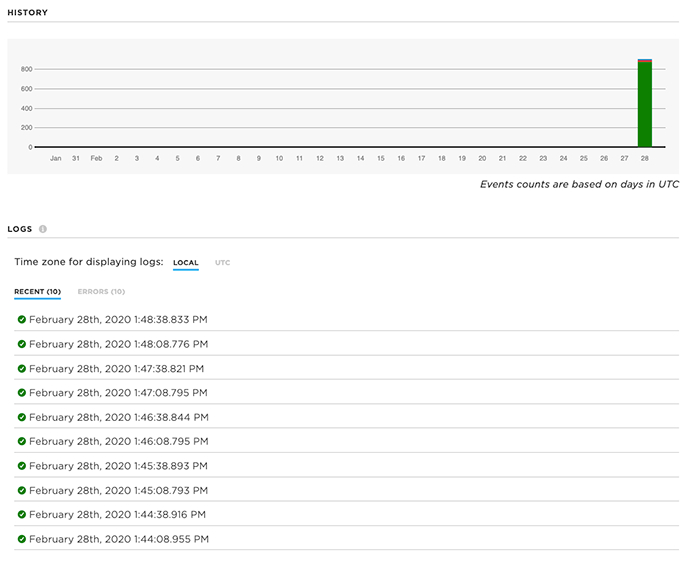 HISTORY
800
600
400
200
0
Jan 31 Feb 2 3 4 5 6 7 8 9 10 11 12 13 14 15 16 17 18 19 20 21 22 23 24 25 26 27 28
Events counts are based on days in UTC
LOGS
Time zone for displaying logs: LOCAL UTC
RECENT (10) ERRORS (10)
February 28th, 2020 1:48:38.833 PM
February 28th, 2020 1:48:08.776 PM
February 28th, 2020 1:47:38.821 PM
February 28th, 2020 1:47:08.795 PM
February 28th, 2020 1:46:38.844 PM
February 28th, 2020 1:46:08.795 PM
February 28th, 2020 1:45:38.893 PM
February 28th, 2020 1:45:08.793 PM
February 28th, 2020 1:44:38.916 PM
February 28th, 2020 1:44:08.955 PM